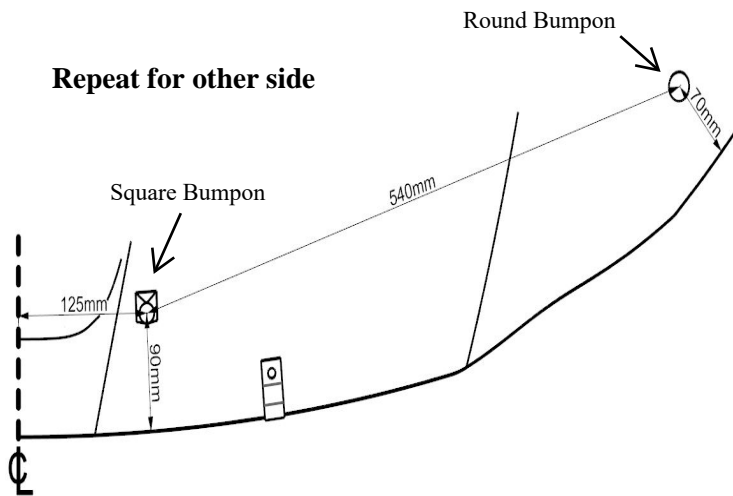 Round Bumpon
Repeat for other side
70mm
540mm
Square Bumpon
125mm
90mm
℄